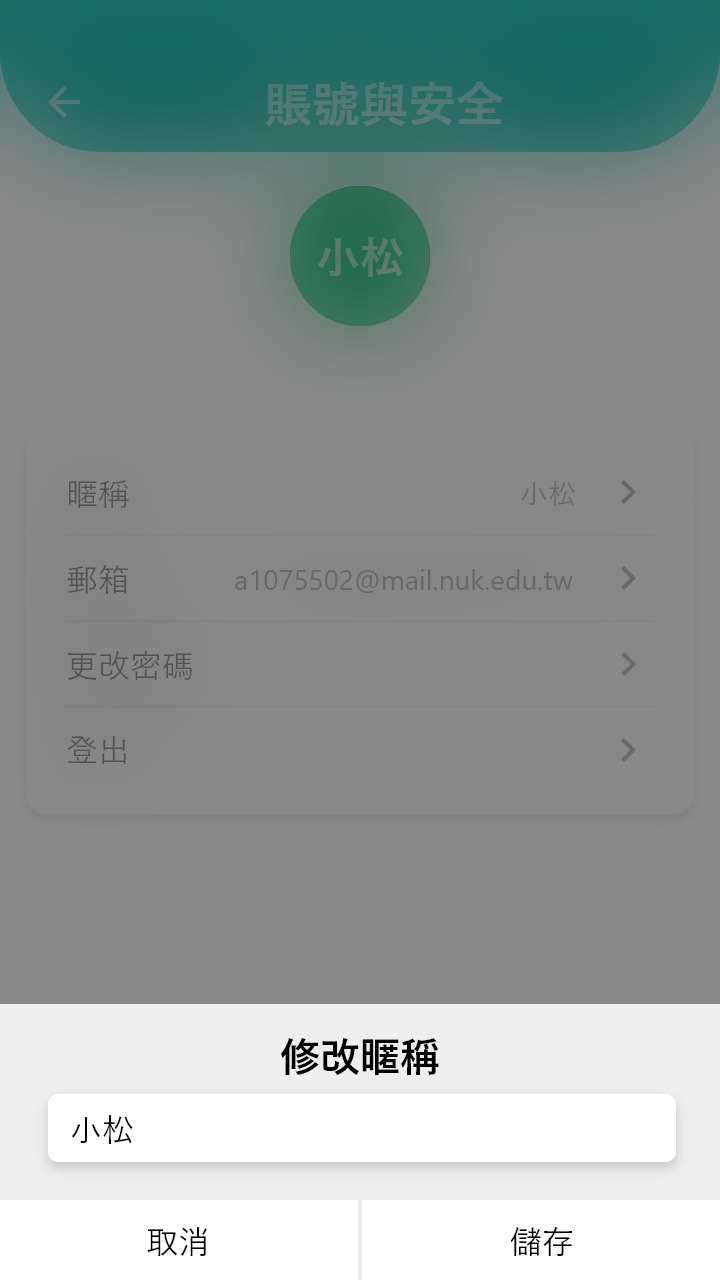 賬號與安全
小松
暱稱 小松
郵箱 a1075502@mail.nuk.edu.tw
更改密碼
登出
修改暱稱
小松
取消 儲存